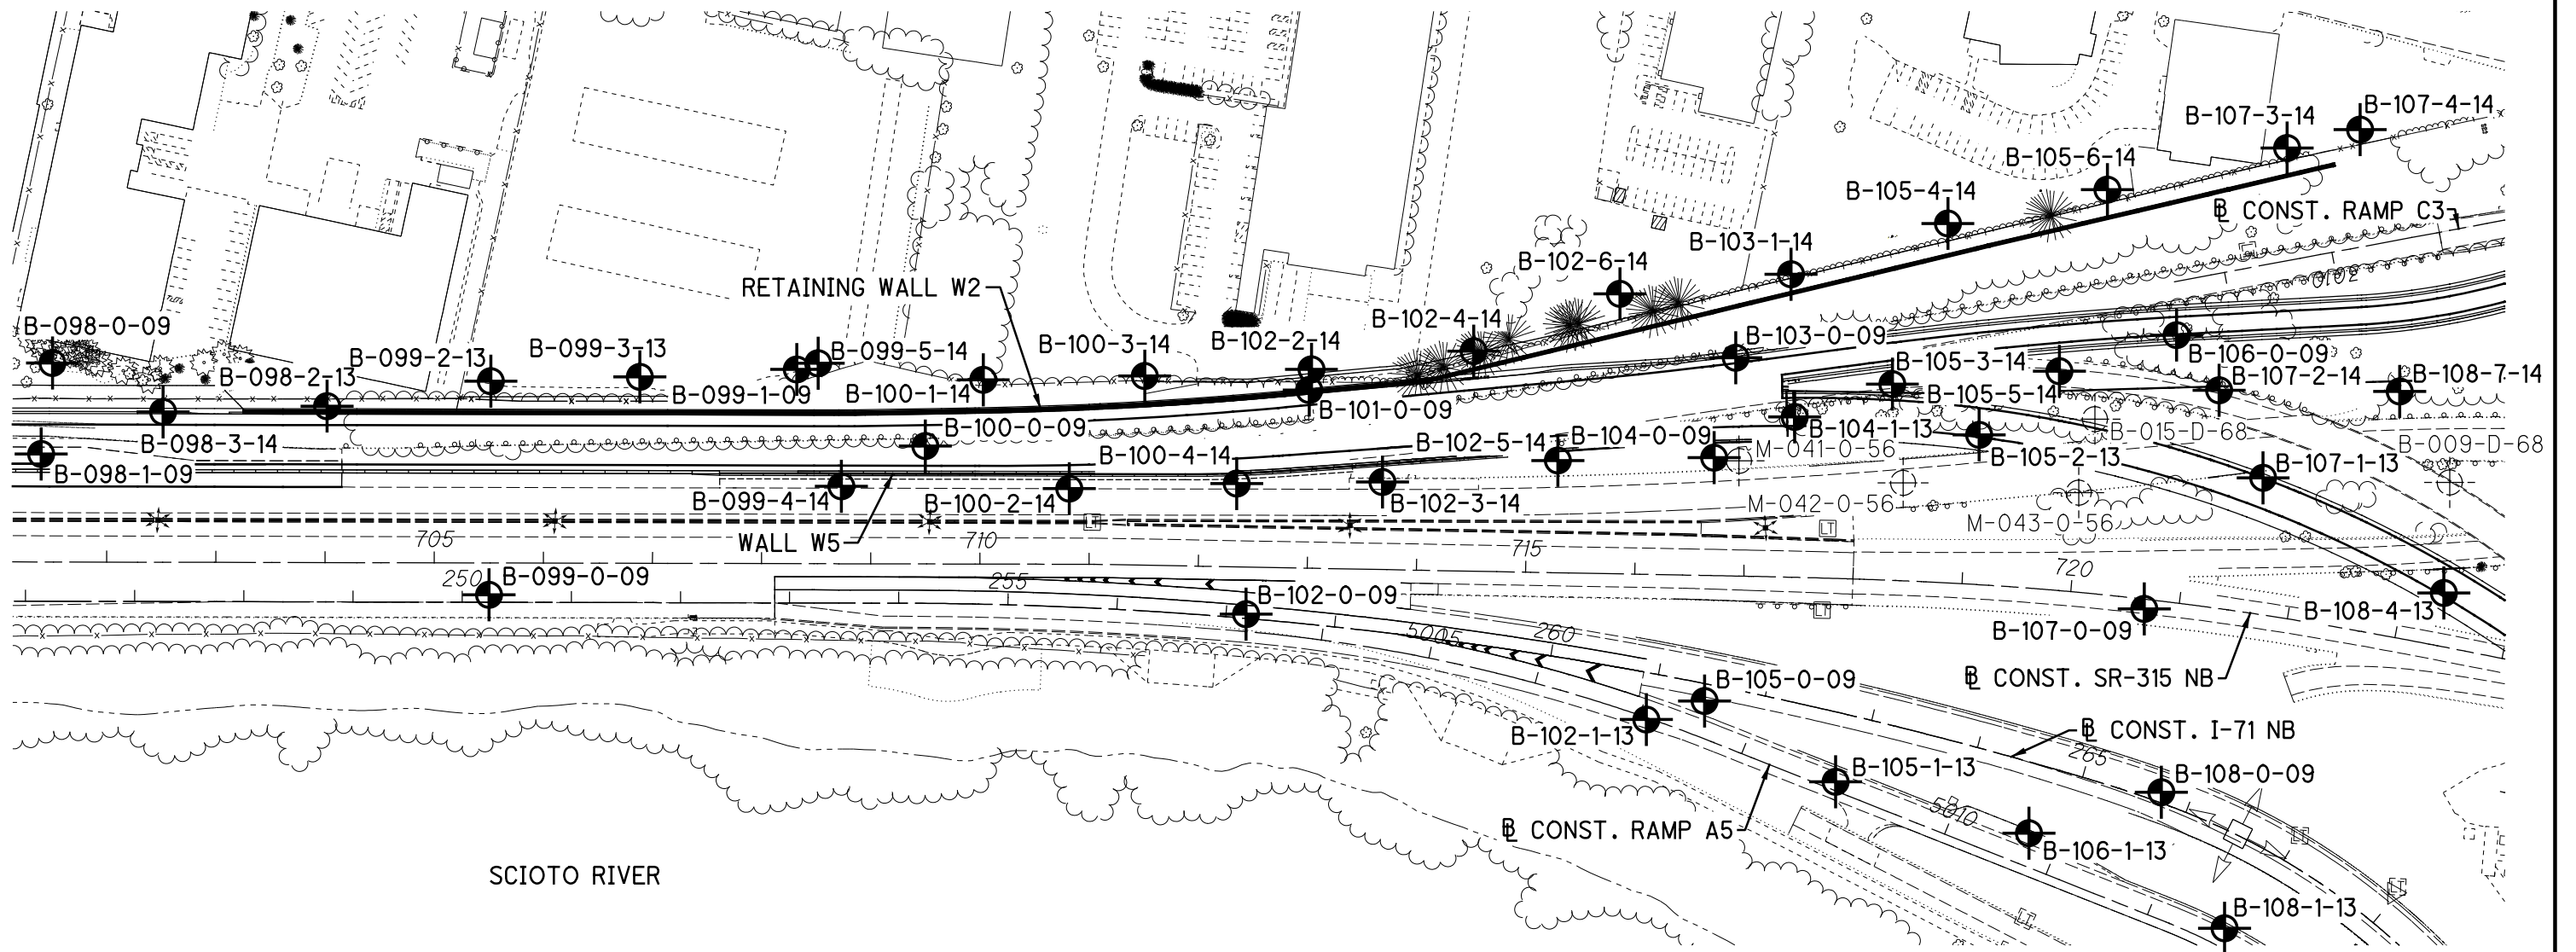 B-107-4-14
B-107-3-14
B-105-6-14
B-105-4-14
℄ CONST. RAMP C3
B-103-1-14
B-102-6-14
RETAINING WALL W2
B-098-0-09
B-102-4-14
B-102-2-14
B-100-3-14
B-099-3-13
B-099-2-13
B-099-5-14
B-103-0-09
B-106-0-09
B-105-3-14
B-098-2-13
B-099-1-09
B-100-1-14
B-107-2-14
B-108-7-14
B-105-5-14
B-101-0-09
B-100-0-09
B-104-1-13
B-015-D-68
B-098-3-14
B-102-5-14
B-104-0-09
M-041-0-56
B-009-D-68
B-100-4-14
B-105-2-13
B-107-1-13
B-098-1-09
B-099-4-14
B-100-2-14
B-102-3-14
M-042-0-56
M-043-0-56
LT
LT
705
WALL W5
710
715
720
250
B-099-0-09
255
B-102-0-09
LT
B-108-4-13
B-107-0-09
5005
260
℄ CONST. SR-315 NB
B-105-0-09
B-102-1-13
℄ CONST. I-71 NB
265
B-105-1-13
B-108-0-09
5010
℄ CONST. RAMP A5
B-106-1-13
SCIOTO RIVER
B-108-1-13